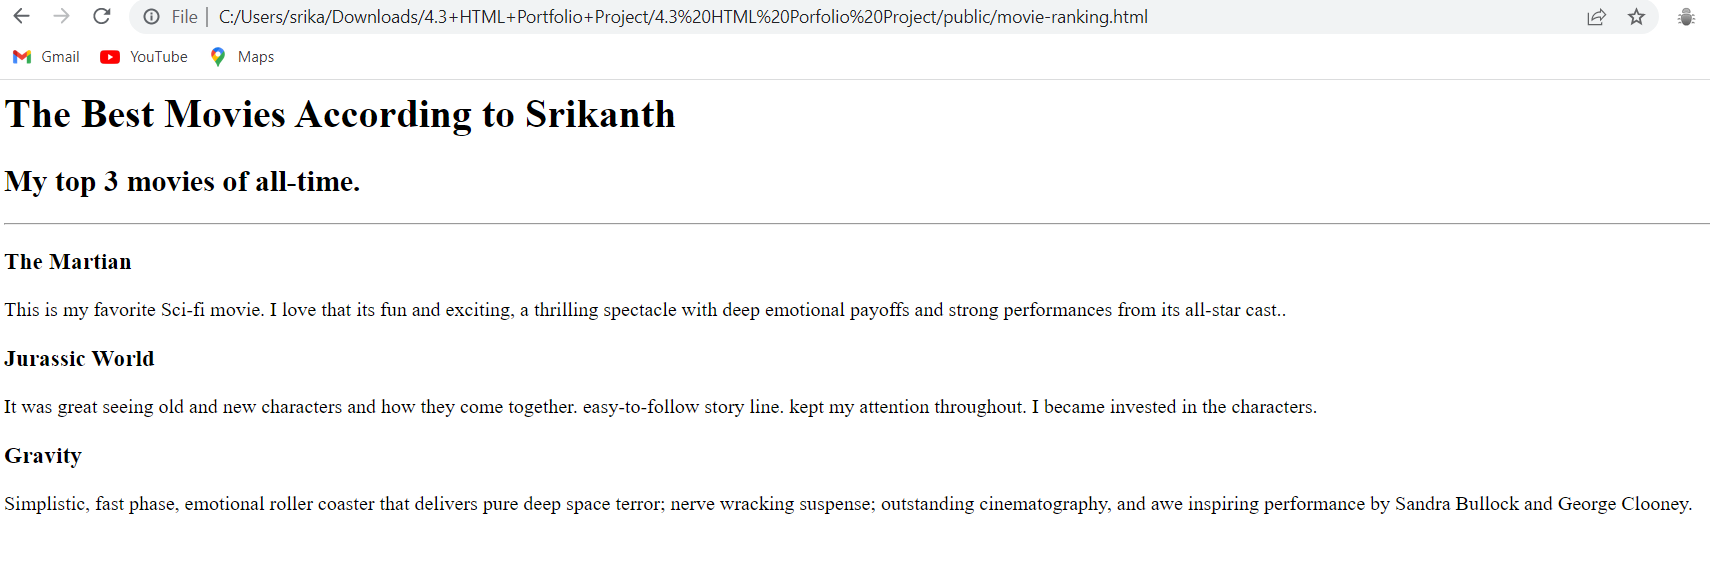 File | C:/Users/srika/Downloads/4.3+HTML+Portfolio+Project/4.3%20HTML%20Porfolio%20Project/public/movie-ranking.html
Gmail YouTube Maps
The Best Movies According to Srikanth
My top 3 movies of all-time.
The Martian
This is my favorite Sci-fi movie. I love that its fun and exciting, a thrilling spectacle with deep emotional payoffs and strong performances from its all-star cast..
Jurassic World
It was great seeing old and new characters and how they come together. easy-to-follow story line. kept my attention throughout. I became invested in the characters.
Gravity
Simplistic, fast phase, emotional roller coaster that delivers pure deep space terror; nerve wracking suspense; outstanding cinematography, and awe inspiring performance by Sandra Bullock and George Clooney.